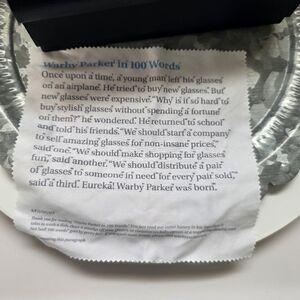 Warby Parker in 100 Words
Once upon a time, a young man left his glasses
on an airplane. He tried to buy new glasses. But
new glasses were expensive. "Why is it so hard to
buy stylish glasses without spending a fortune
on them?" he wondered. He returned to school
and told his friends. "We should start a company
to sell amazing glasses for non-insane prices,"
said one. "We should make shopping for glasses
fun," said another. "We should distribute a pair
of glasses to someone in need for every pair sold,"
said a third. Eureka! Warby Parker was born.